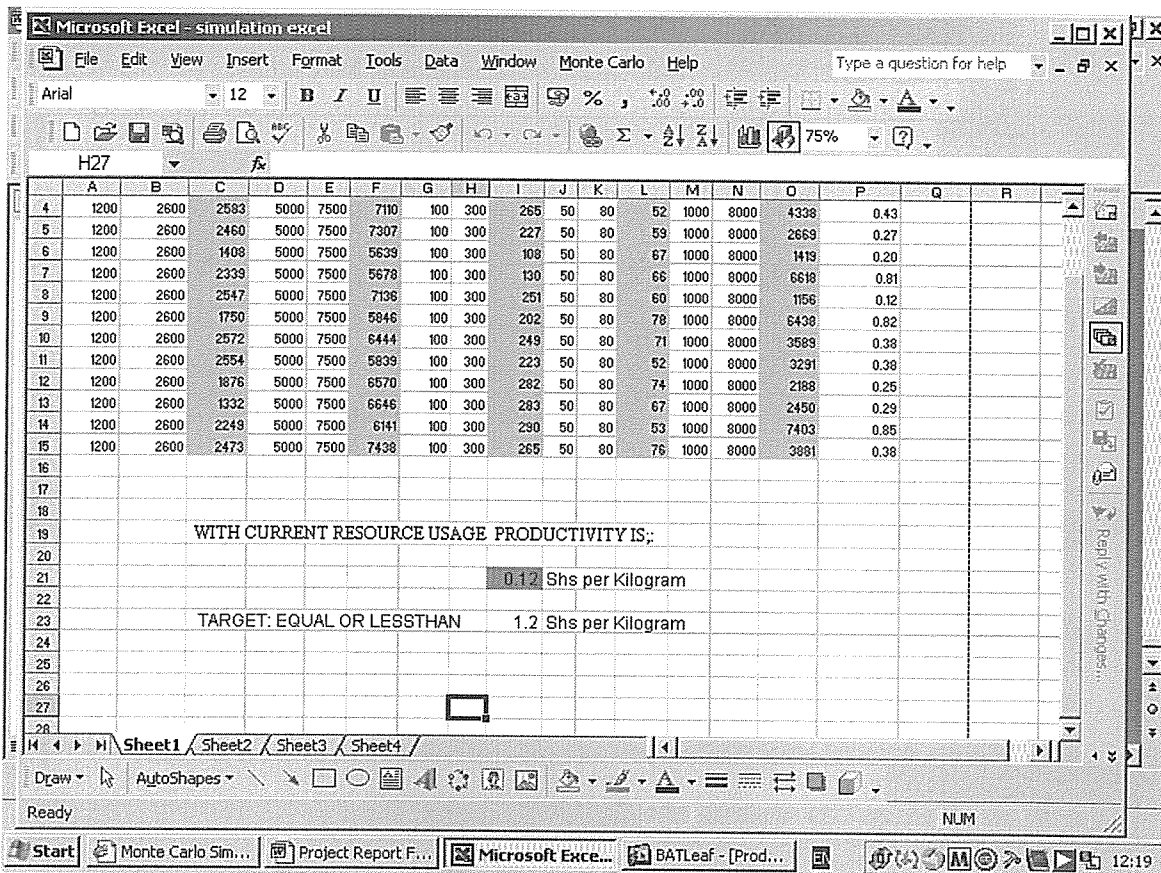 Microsoft Excel - simulation excel
File Edit View Insert Format Tools Data Window Monte Carlo Help Type a question for help
Arial 12 B I U % ,
Σ 75%
H27 fx
A B C D E F G H I J K L M N O P Q R
4 1200 2600 2583 5000 7500 7110 100 300 265 50 80 52 1000 8000 4338 0.43
5 1200 2600 2460 5000 7500 7307 100 300 227 50 80 59 1000 8000 2669 0.27
6 1200 2600 1408 5000 7500 5639 100 300 108 50 80 67 1000 8000 1419 0.20
7 1200 2600 2339 5000 7500 5678 100 300 130 50 80 66 1000 8000 6618 0.81
8 1200 2600 2547 5000 7500 7136 100 300 251 50 80 60 1000 8000 1156 0.12
9 1200 2600 1750 5000 7500 5846 100 300 202 50 80 78 1000 8000 6438 0.82
10 1200 2600 2572 5000 7500 6444 100 300 249 50 80 71 1000 8000 3589 0.38
11 1200 2600 2554 5000 7500 5839 100 300 223 50 80 52 1000 8000 3291 0.38
12 1200 2600 1876 5000 7500 6570 100 300 282 50 80 74 1000 8000 2188 0.25
13 1200 2600 1332 5000 7500 6646 100 300 283 50 80 67 1000 8000 2450 0.29
14 1200 2600 2249 5000 7500 6141 100 300 290 50 80 53 1000 8000 7403 0.85
15 1200 2600 2473 5000 7500 7438 100 300 265 50 80 76 1000 8000 3881 0.38
16
17
18
19 WITH CURRENT RESOURCE USAGE PRODUCTIVITY IS;:
20
21 0.12 Shs per Kilogram
22
23 TARGET: EQUAL OR LESSTHAN 1.2 Shs per Kilogram
24
25
26
27
28
Reply with Changes...
Sheet1 Sheet2 Sheet3 Sheet4
Draw AutoShapes
Ready NUM
Start Monte Carlo Sim... Project Report F... Microsoft Exce... BATLeaf - [Prod... 12:19